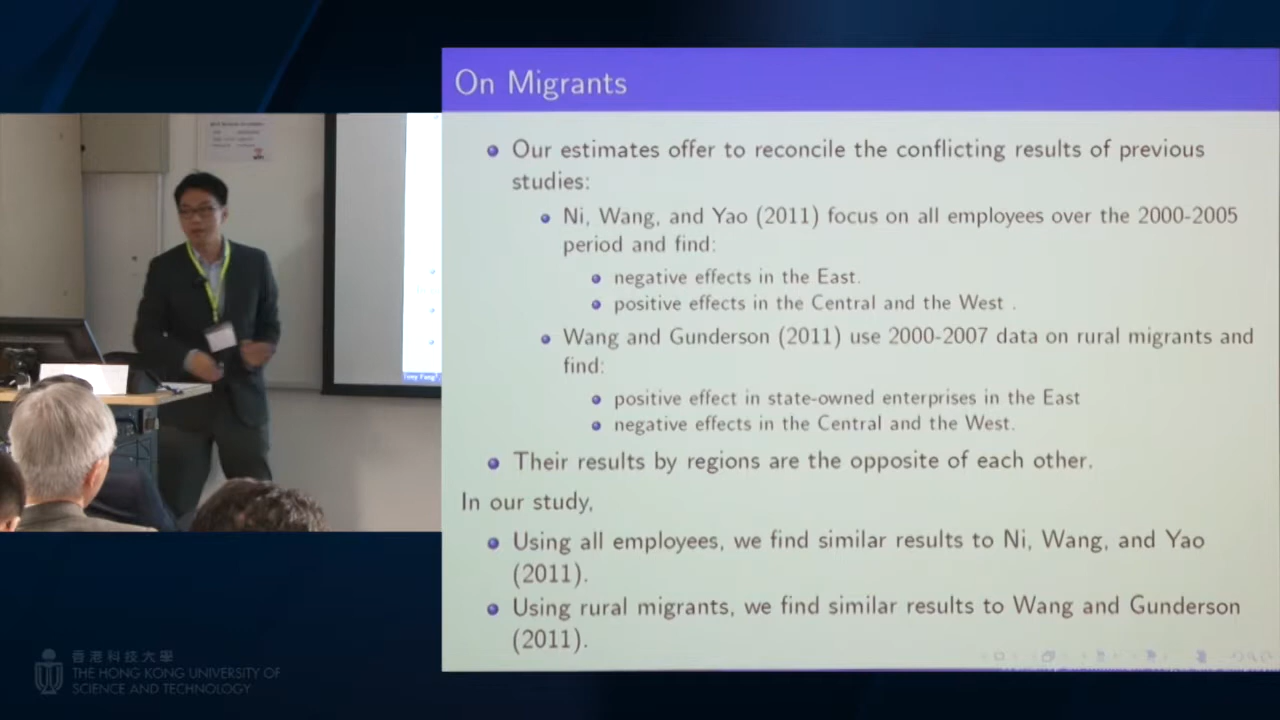 On Migrants
Our estimates offer to reconcile the conflicting results of previous
studies:
Ni, Wang, and Yao (2011) focus on all employees over the 2000-2005
period and find:
negative effects in the East.
positive effects in the Central and the West .
Wang and Gunderson (2011) use 2000-2007 data on rural migrants and
find:
positive effect in state-owned enterprises in the East
negative effects in the Central and the West.
Their results by regions are the opposite of each other.
In our study,
Using all employees, we find similar results to Ni, Wang, and Yao
(2011).
Using rural migrants, we find similar results to Wang and Gunderson
(2011).
香港科技大學
THE HONG KONG UNIVERSITY OF
SCIENCE AND TECHNOLOGY